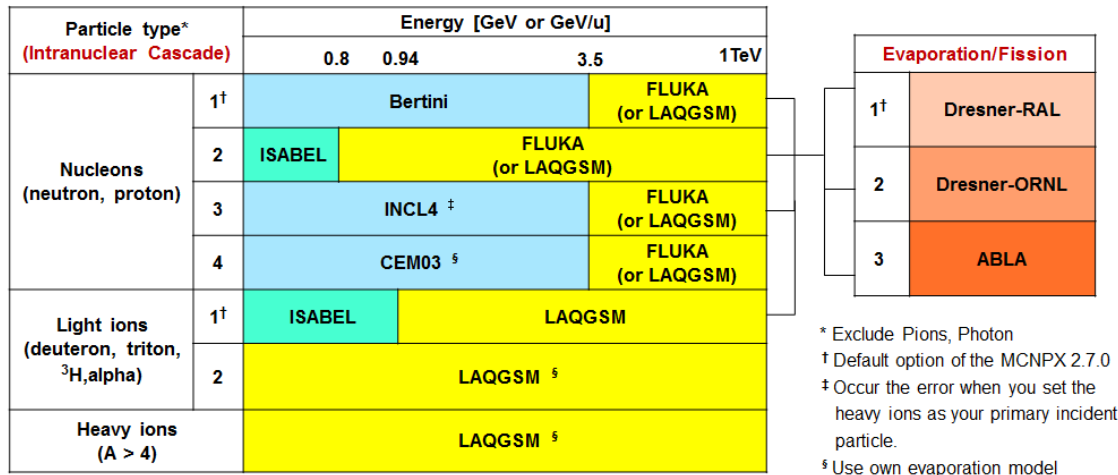 Particle type*
(Intranuclear Cascade)
Energy [GeV or GeV/u]
0.8 0.94 3.5 1TeV
Nucleons
(neutron, proton)
1†
Bertini
FLUKA
(or LAQGSM)
2
ISABEL
FLUKA
(or LAQGSM)
3
INCL4 ‡
FLUKA
(or LAQGSM)
4
CEM03 §
FLUKA
(or LAQGSM)
Light ions
(deuteron, triton,
³H,alpha)
1†
ISABEL
LAQGSM
2
LAQGSM §
Heavy ions
(A > 4)
LAQGSM §
Evaporation/Fission
1†
Dresner-RAL
2
Dresner-ORNL
3
ABLA
* Exclude Pions, Photon
† Default option of the MCNPX 2.7.0
‡ Occur the error when you set the
heavy ions as your primary incident
particle.
§ Use own evaporation model